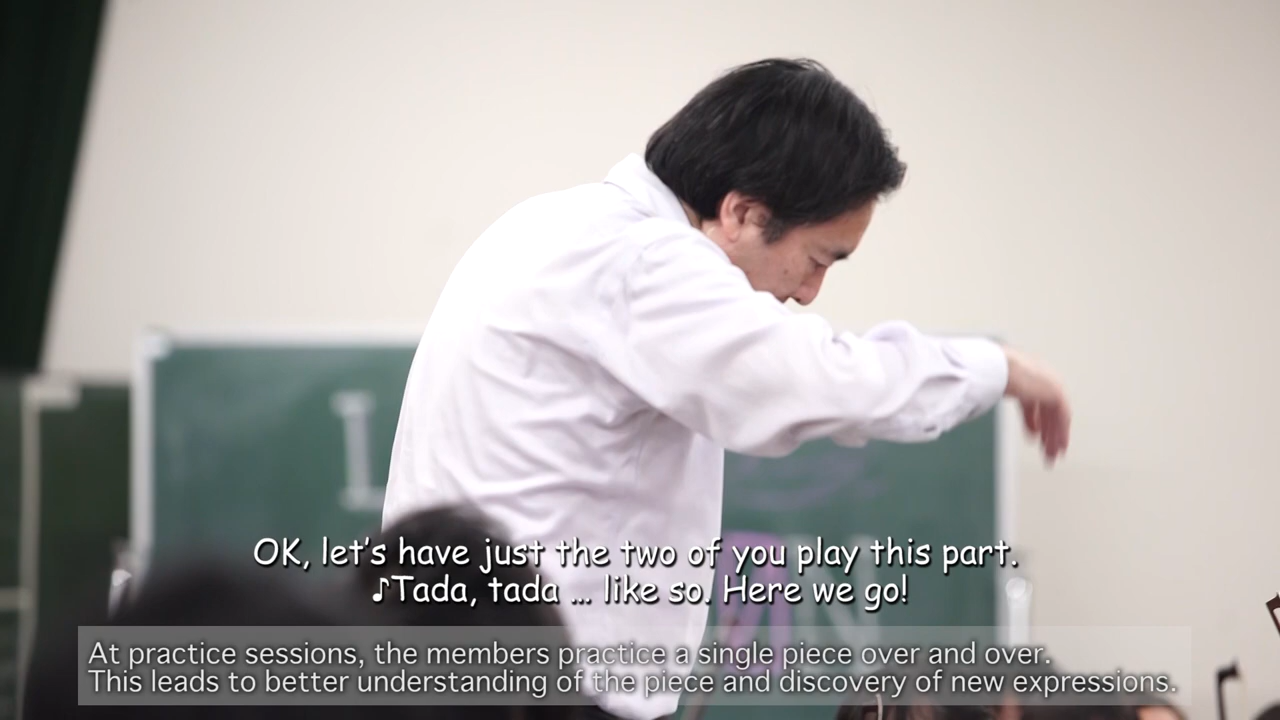 OK, let's have just the two of you play this part.
♪Tada, tada … like so. Here we go!
At practice sessions, the members practice a single piece over and over.
This leads to better understanding of the piece and discovery of new expressions.